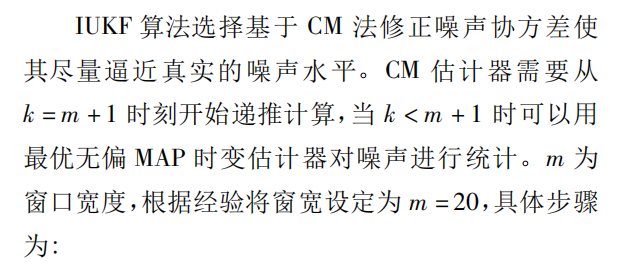 IUKF 算法选择基于 CM 法修正噪声协方差使
其尽量逼近真实的噪声水平。CM 估计器需要从
k = m + 1 时刻开始递推计算,当 k < m + 1 时可以用
最优无偏 MAP 时变估计器对噪声进行统计。m 为
窗口宽度,根据经验将窗宽设定为 m = 20,具体步骤
为: